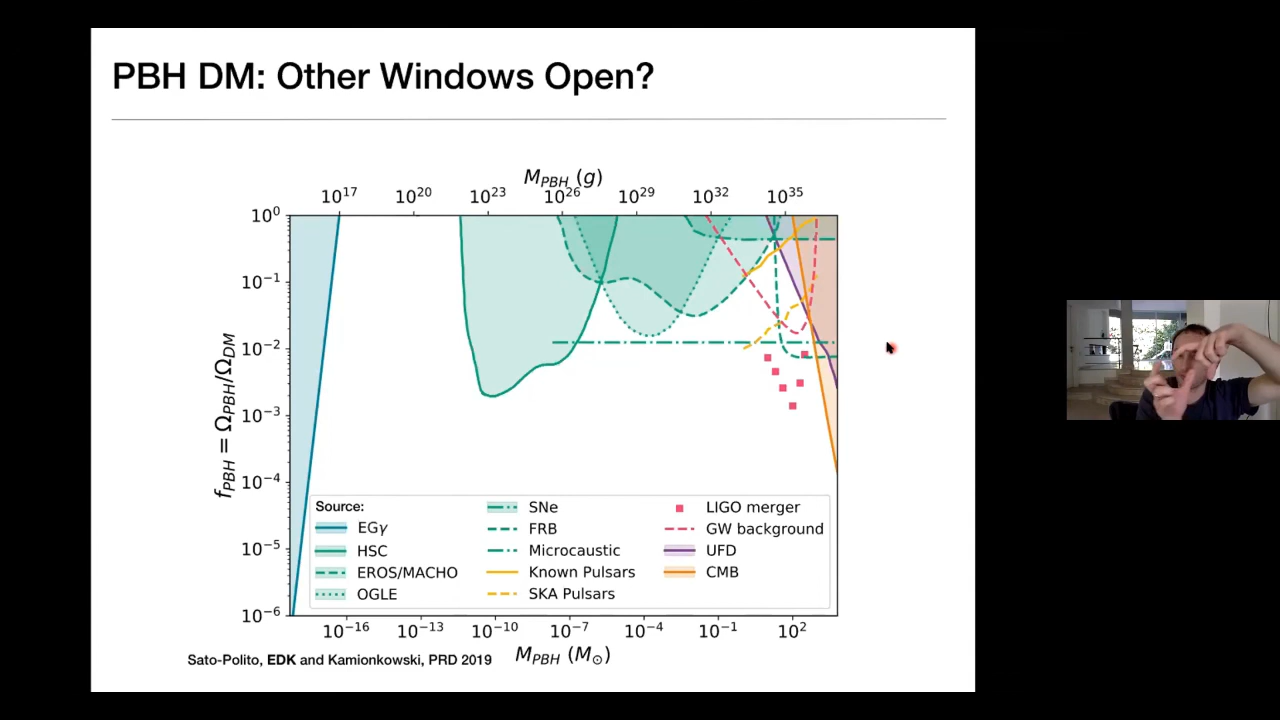 PBH DM: Other Windows Open?
M_PBH (g)
10^17 10^20 10^23 10^26 10^29 10^32 10^35
10^0
10^-1
10^-2
10^-3
10^-4
10^-5
10^-6
f_PBH = Ω_PBH/Ω_DM
Source:
EGγ
HSC
EROS/MACHO
OGLE
SNe
FRB
Microcaustic
Known Pulsars
SKA Pulsars
LIGO merger
GW background
UFD
CMB
10^-16 10^-13 10^-10 10^-7 10^-4 10^-1 10^2
M_PBH (M_⊙)
Sato-Polito, EDK and Kamionkowski, PRD 2019